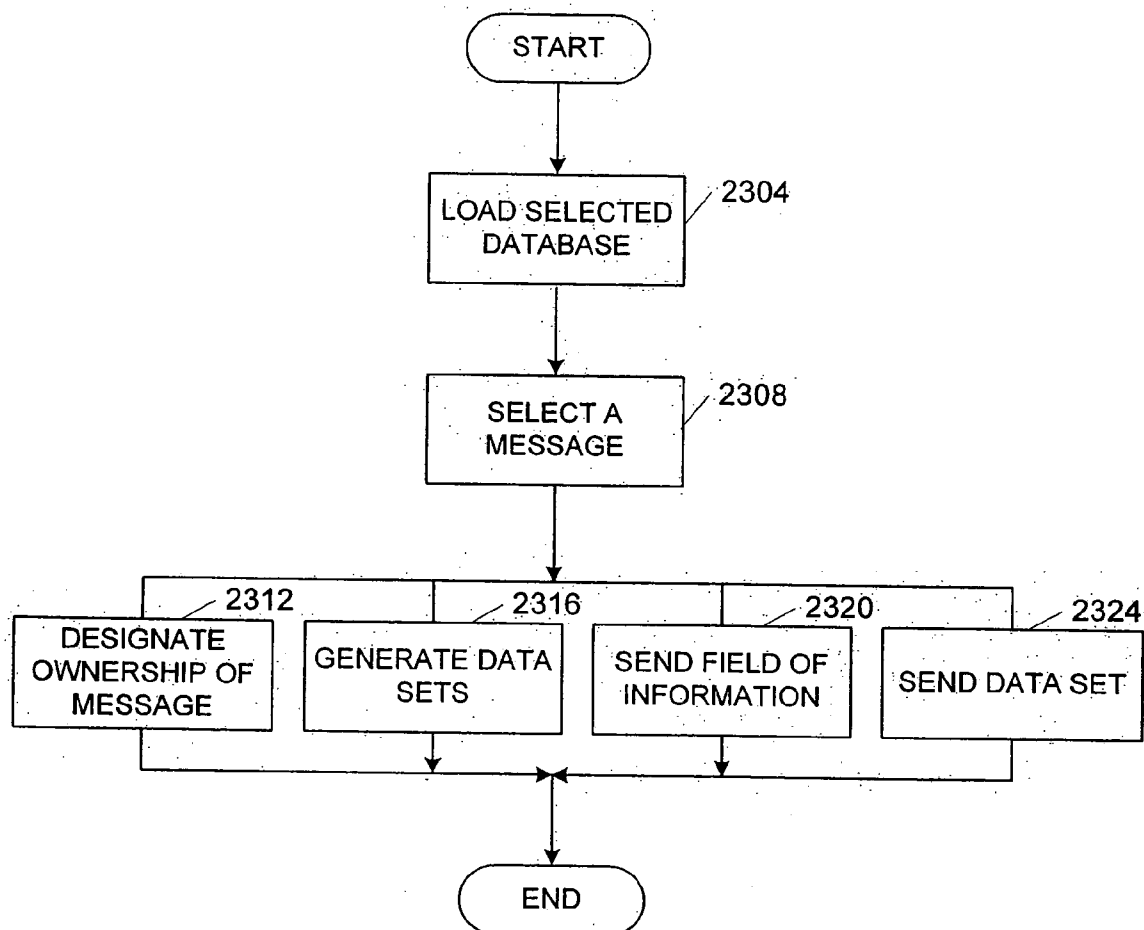 START
LOAD SELECTED
DATABASE
2304
SELECT A
MESSAGE
2308
2312
DESIGNATE
OWNERSHIP OF
MESSAGE
2316
GENERATE DATA
SETS
2320
SEND FIELD OF
INFORMATION
2324
SEND DATA SET
END